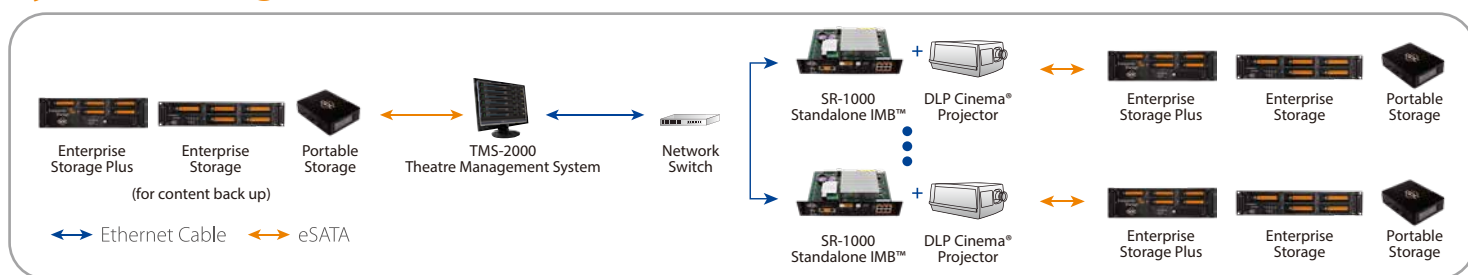 Enterprise
Storage Plus
Enterprise
Storage
(for content back up)
Portable
Storage
TMS-2000
Theatre Management System
Network
Switch
SR-1000
Standalone IMB™
+
DLP Cinema®
Projector
Enterprise
Storage Plus
Enterprise
Storage
Portable
Storage
SR-1000
Standalone IMB™
+
DLP Cinema®
Projector
Enterprise
Storage Plus
Enterprise
Storage
Portable
Storage
Ethernet Cable
eSATA